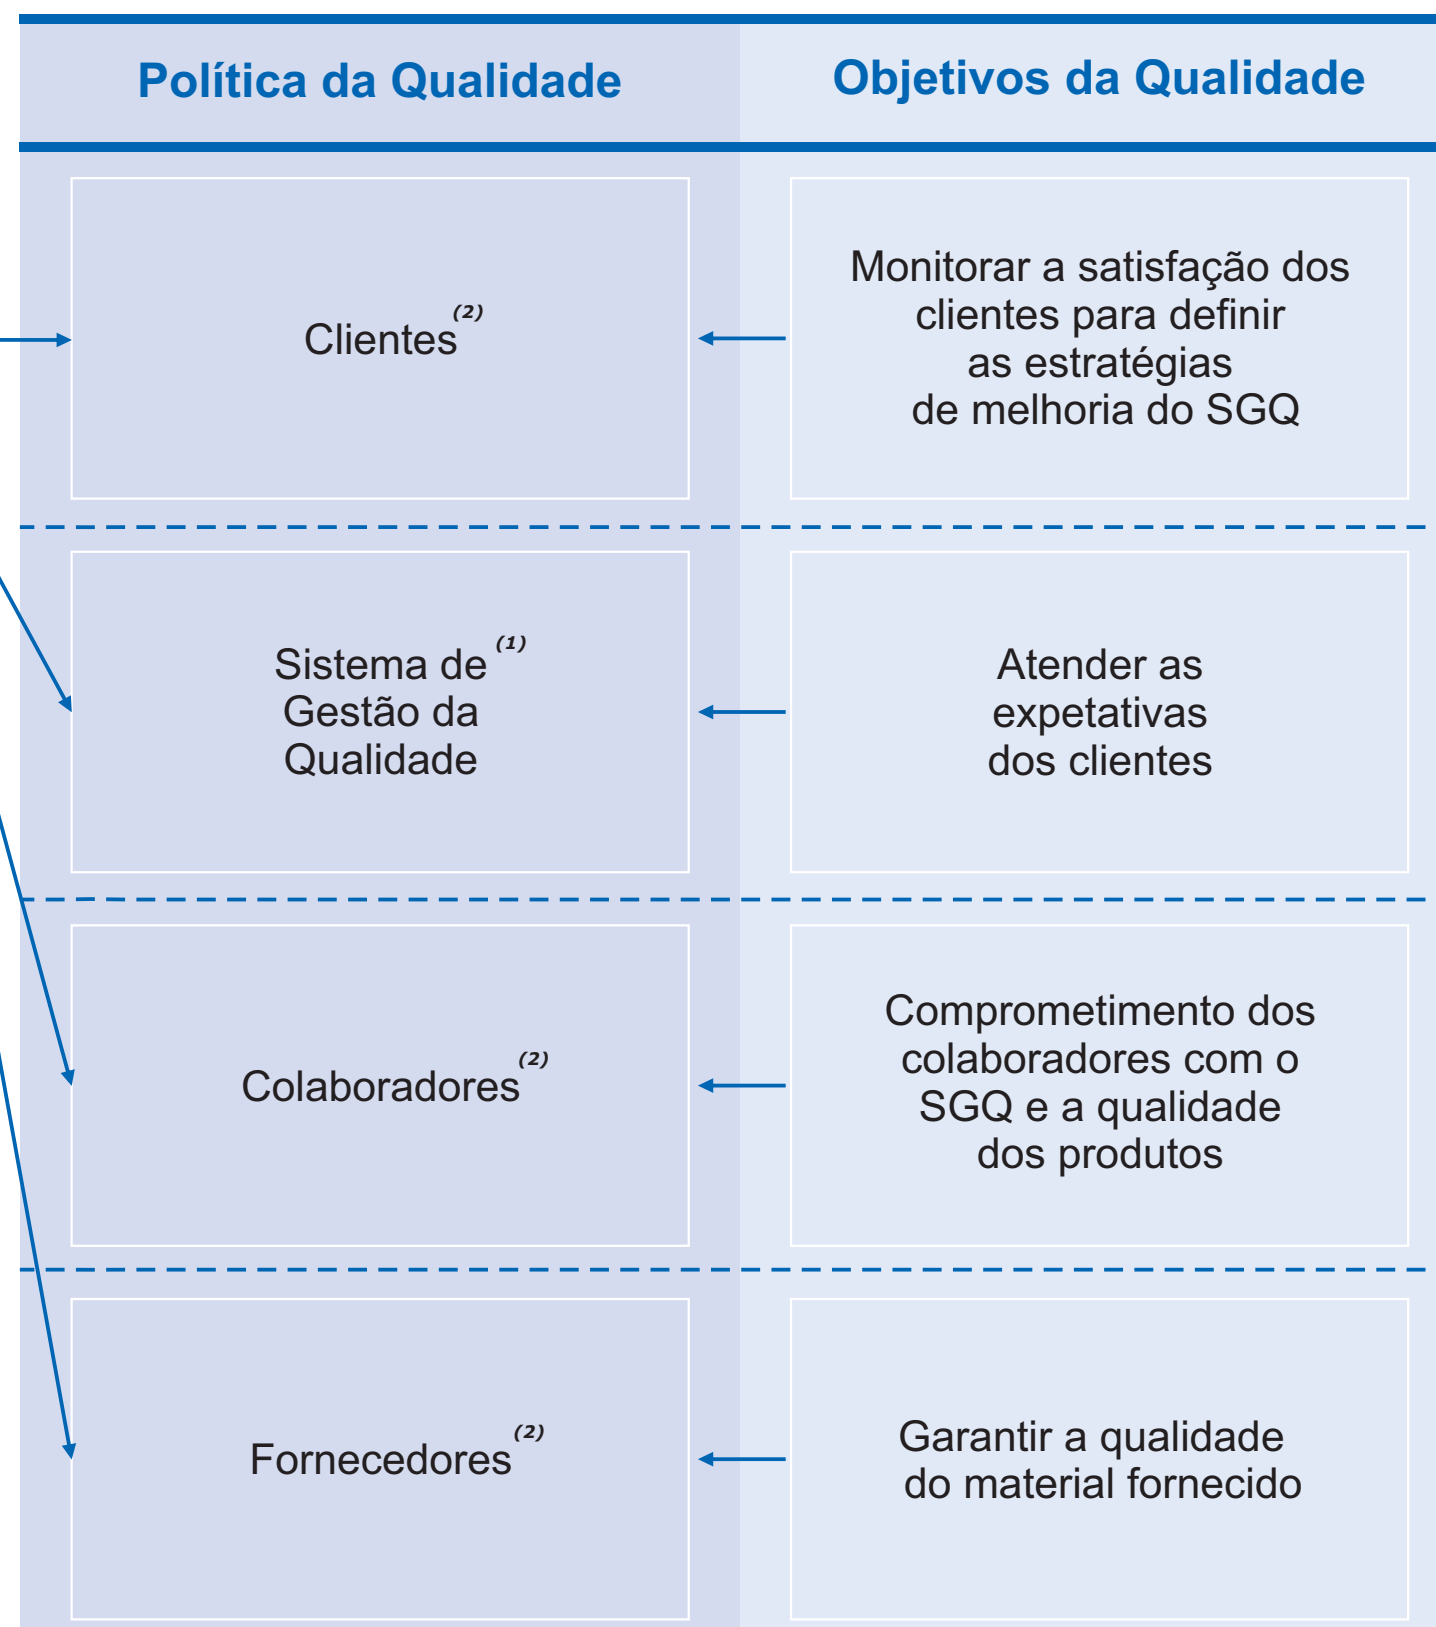 Política da Qualidade
Objetivos da Qualidade
Clientes (2)
Monitorar a satisfação dos
clientes para definir
as estratégias
de melhoria do SGQ
Sistema de (1)
Gestão da
Qualidade
Atender as
expetativas
dos clientes
Colaboradores (2)
Comprometimento dos
colaboradores com o
SGQ e a qualidade
dos produtos
Fornecedores (2)
Garantir a qualidade
do material fornecido